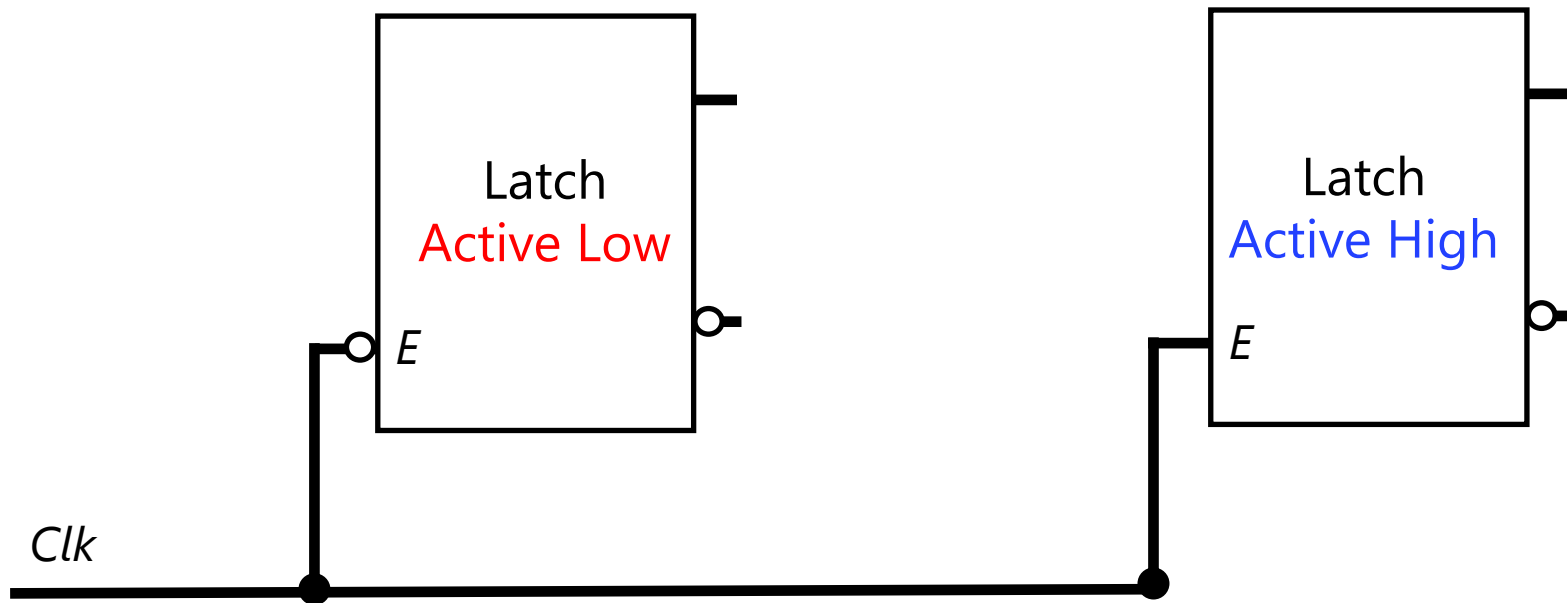 Latch
Active Low
E
Latch
Active High
E
Clk